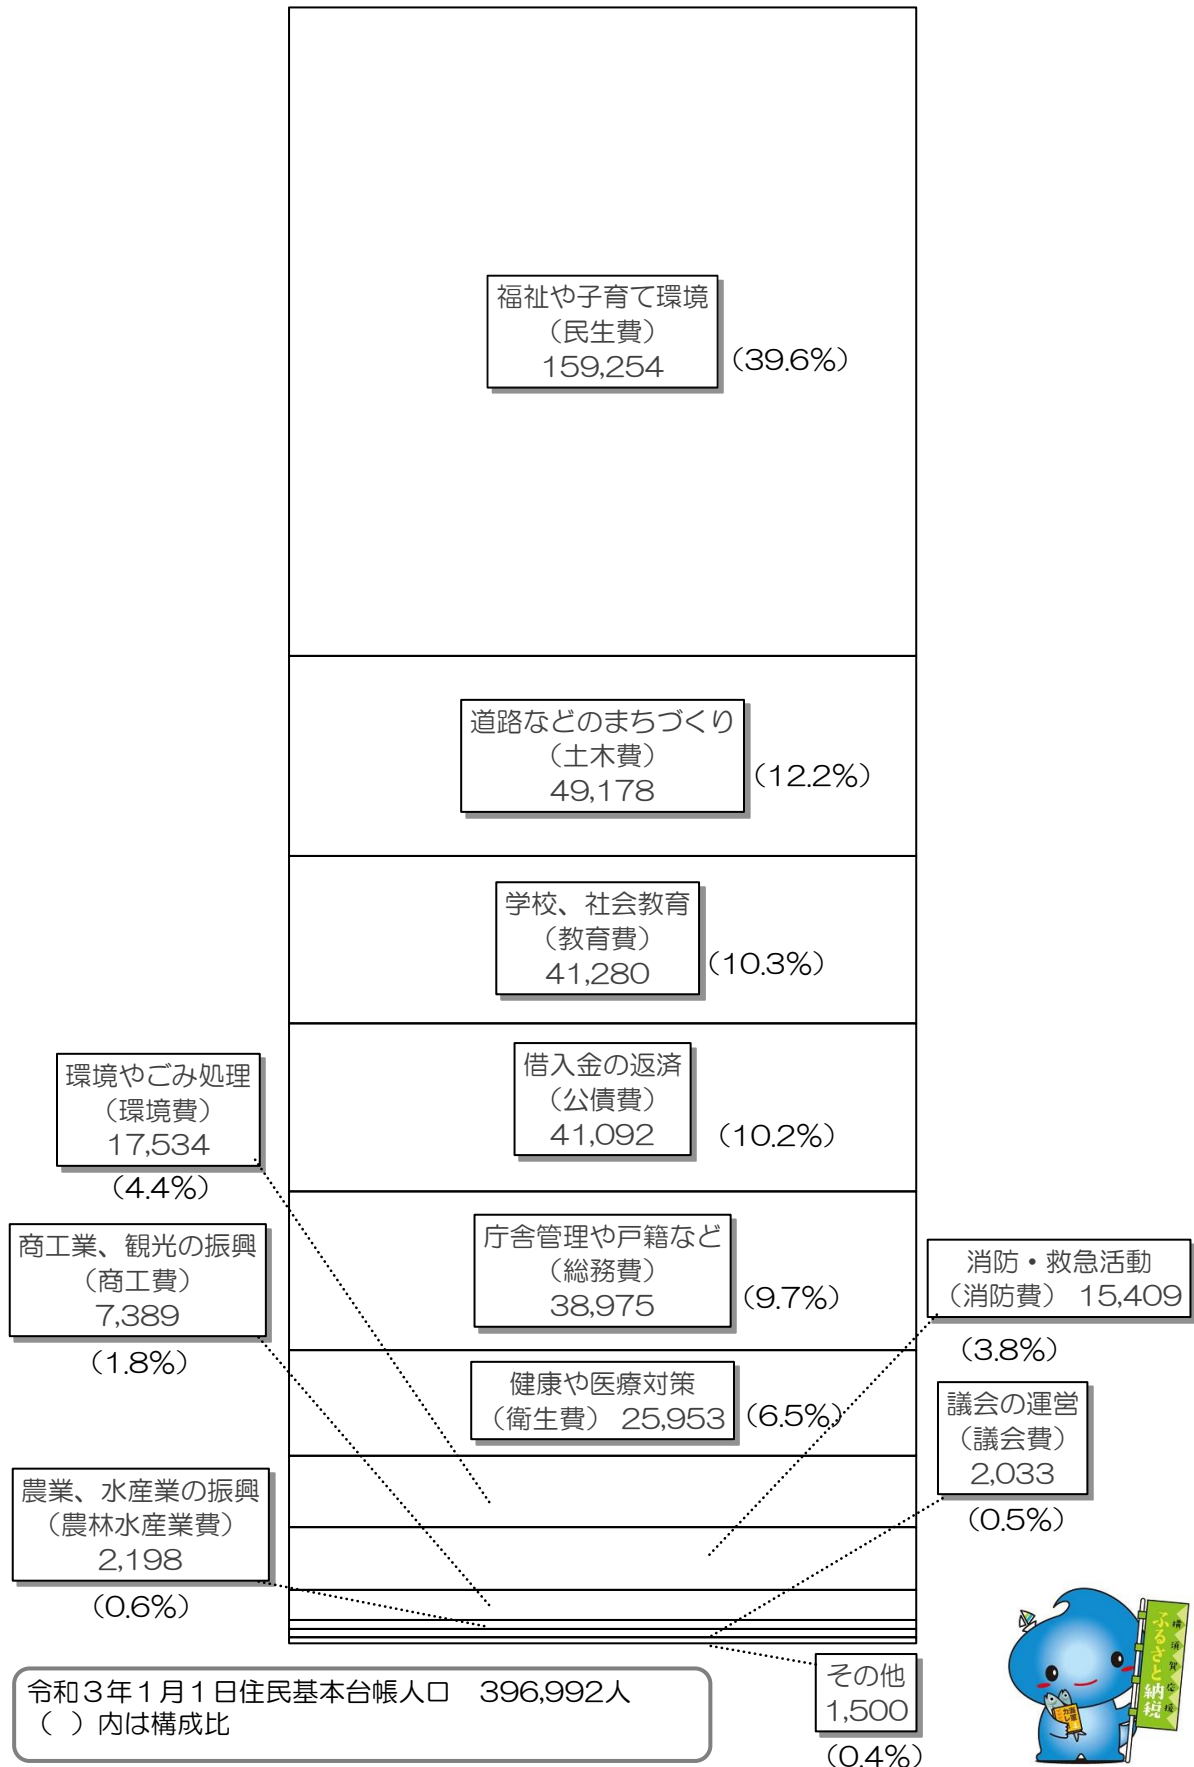 福祉や子育て環境
（民生費）
159,254
（39.6%）
道路などのまちづくり
（土木費）
49,178
（12.2%）
学校、社会教育
（教育費）
41,280
（10.3%）
借入金の返済
（公債費）
41,092
（10.2%）
環境やごみ処理
（環境費）
17,534
（4.4%）
庁舎管理や戸籍など
（総務費）
38,975
（9.7%）
商工業、観光の振興
（商工費）
7,389
（1.8%）
消防・救急活動
（消防費） 15,409
（3.8%）
健康や医療対策
（衛生費） 25,953
（6.5%）
議会の運営
（議会費）
2,033
（0.5%）
農業、水産業の振興
（農林水産業費）
2,198
（0.6%）
その他
1,500
（0.4%）
令和３年１月１日住民基本台帳人口　396,992人
（　）内は構成比
横須賀応援
ふるさと納税